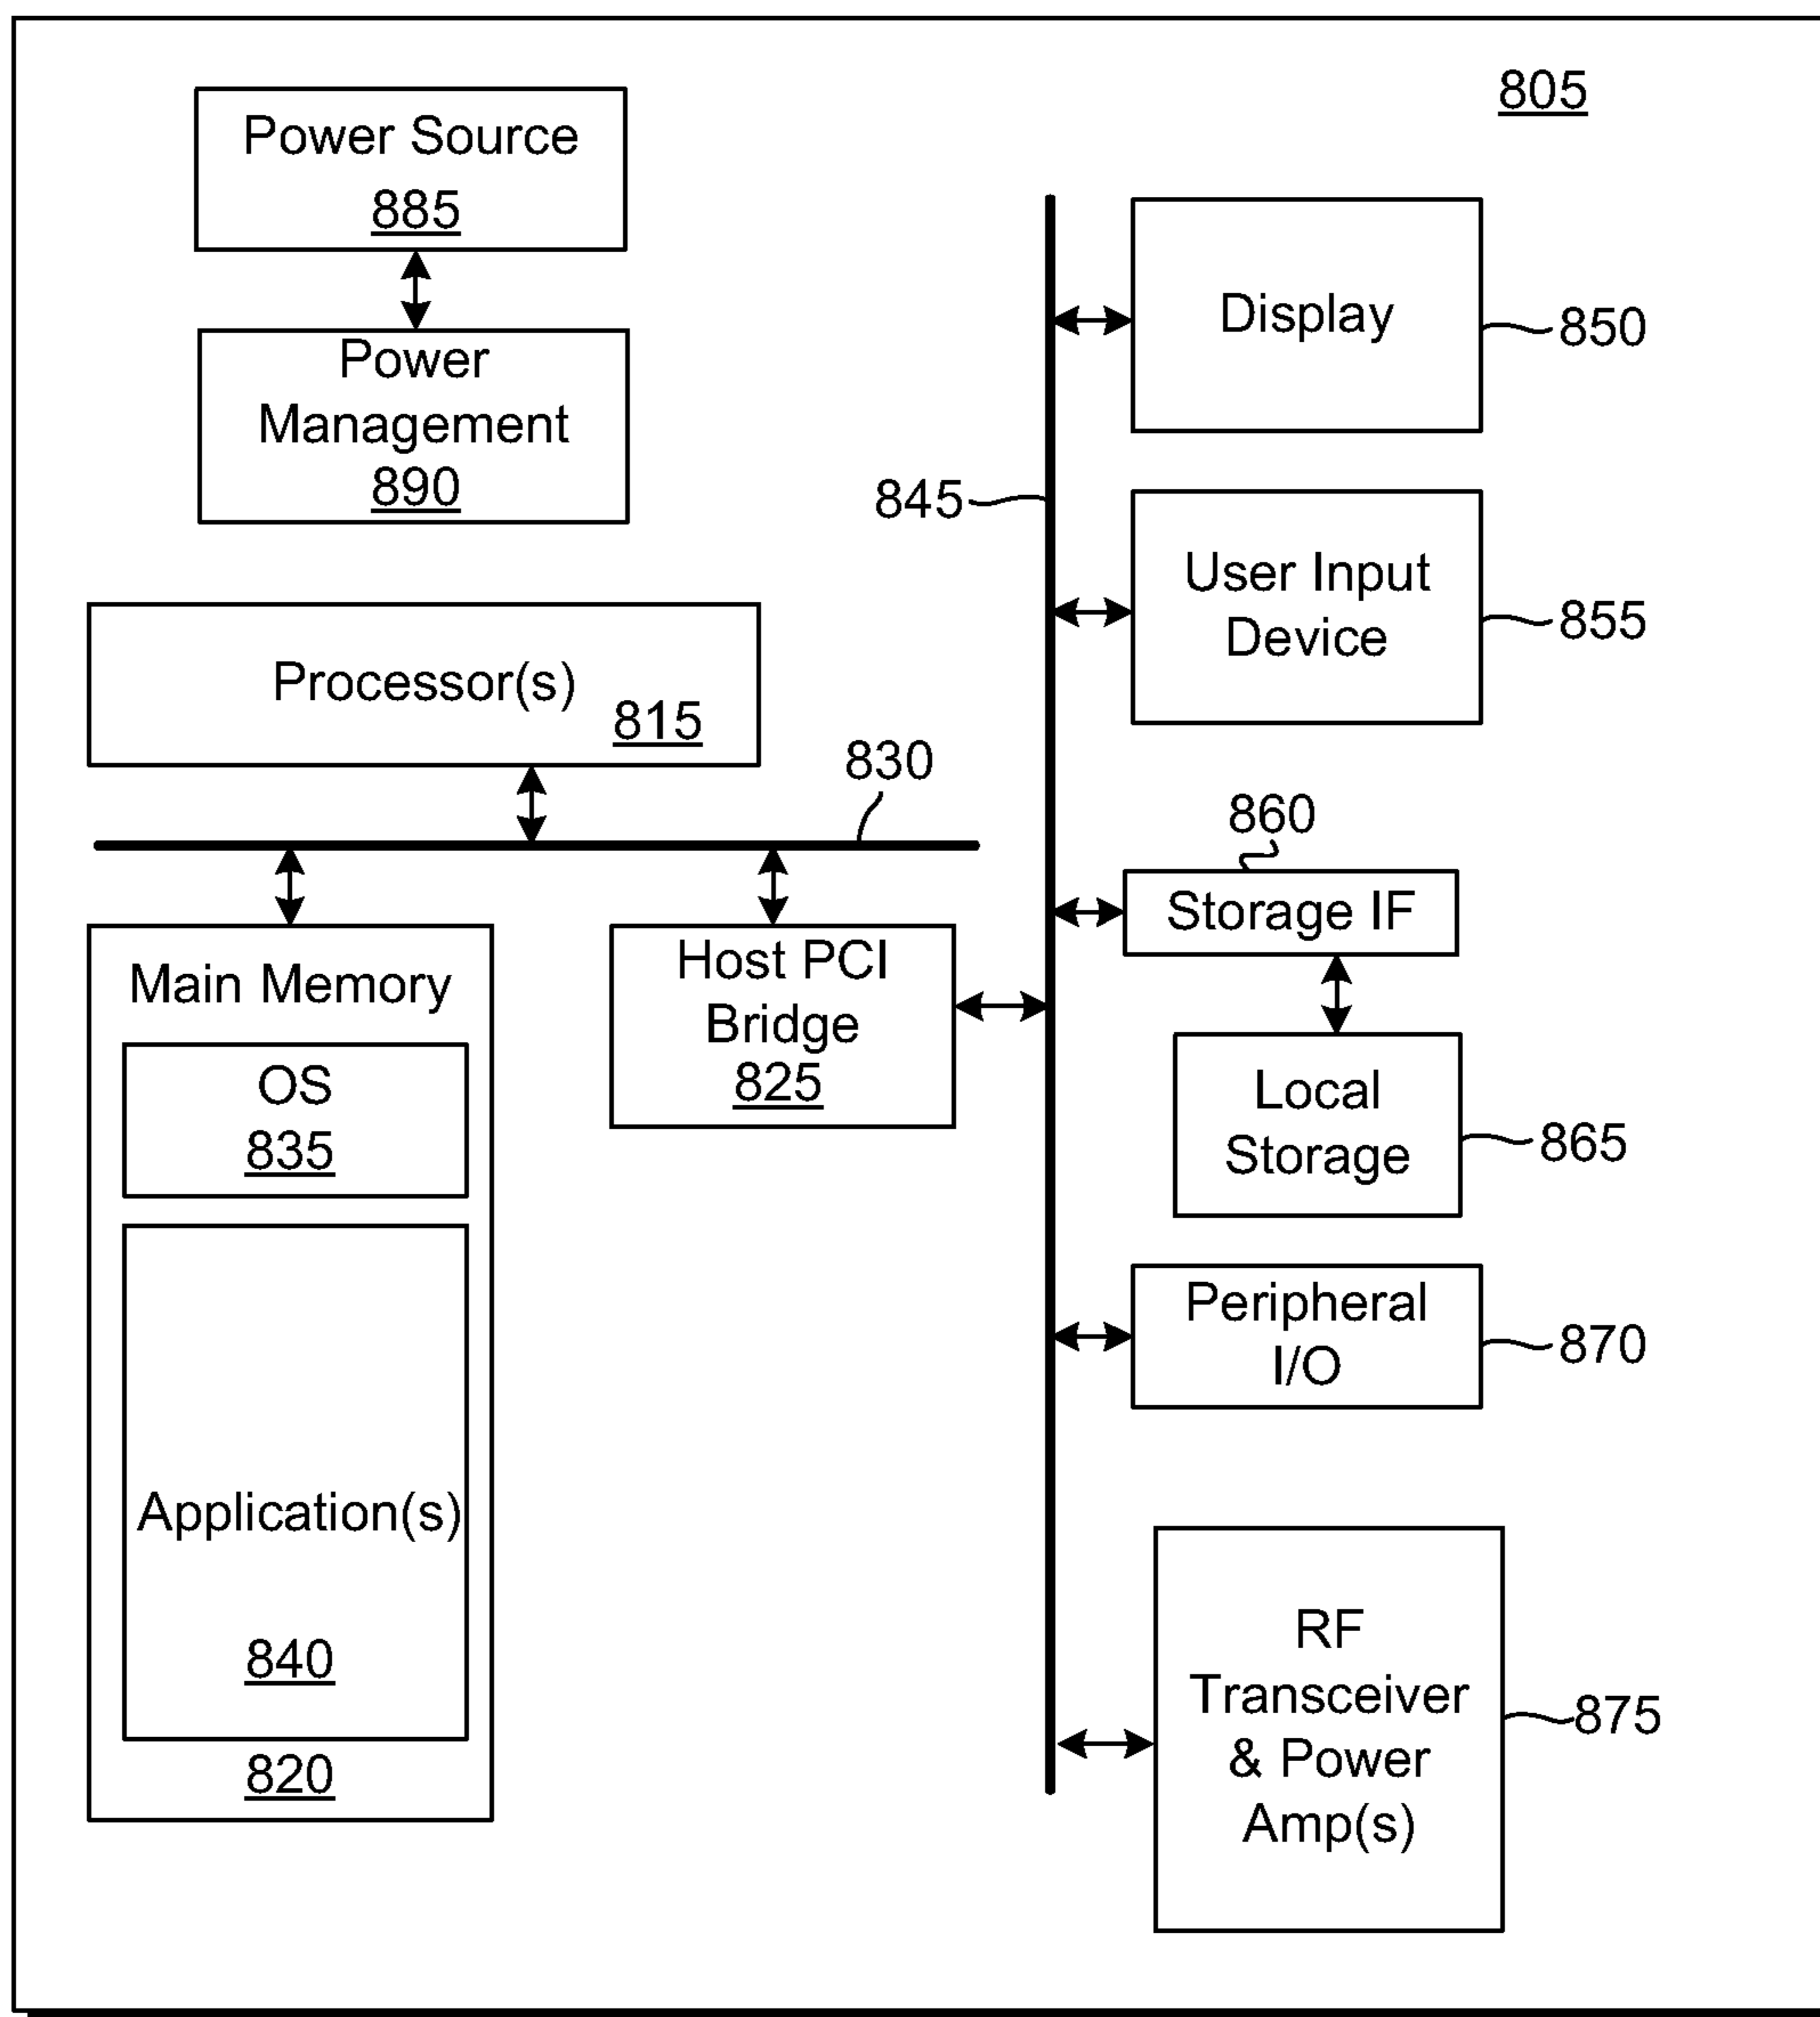 805
Power Source
885
Power
Management
890
Processor(s)
815
830
Main Memory
OS
835
Application(s)
840
820
Host PCI
Bridge
825
845
Display
850
User Input
Device
855
860
Storage IF
Local
Storage
865
Peripheral
I/O
870
RF
Transceiver
& Power
Amp(s)
875